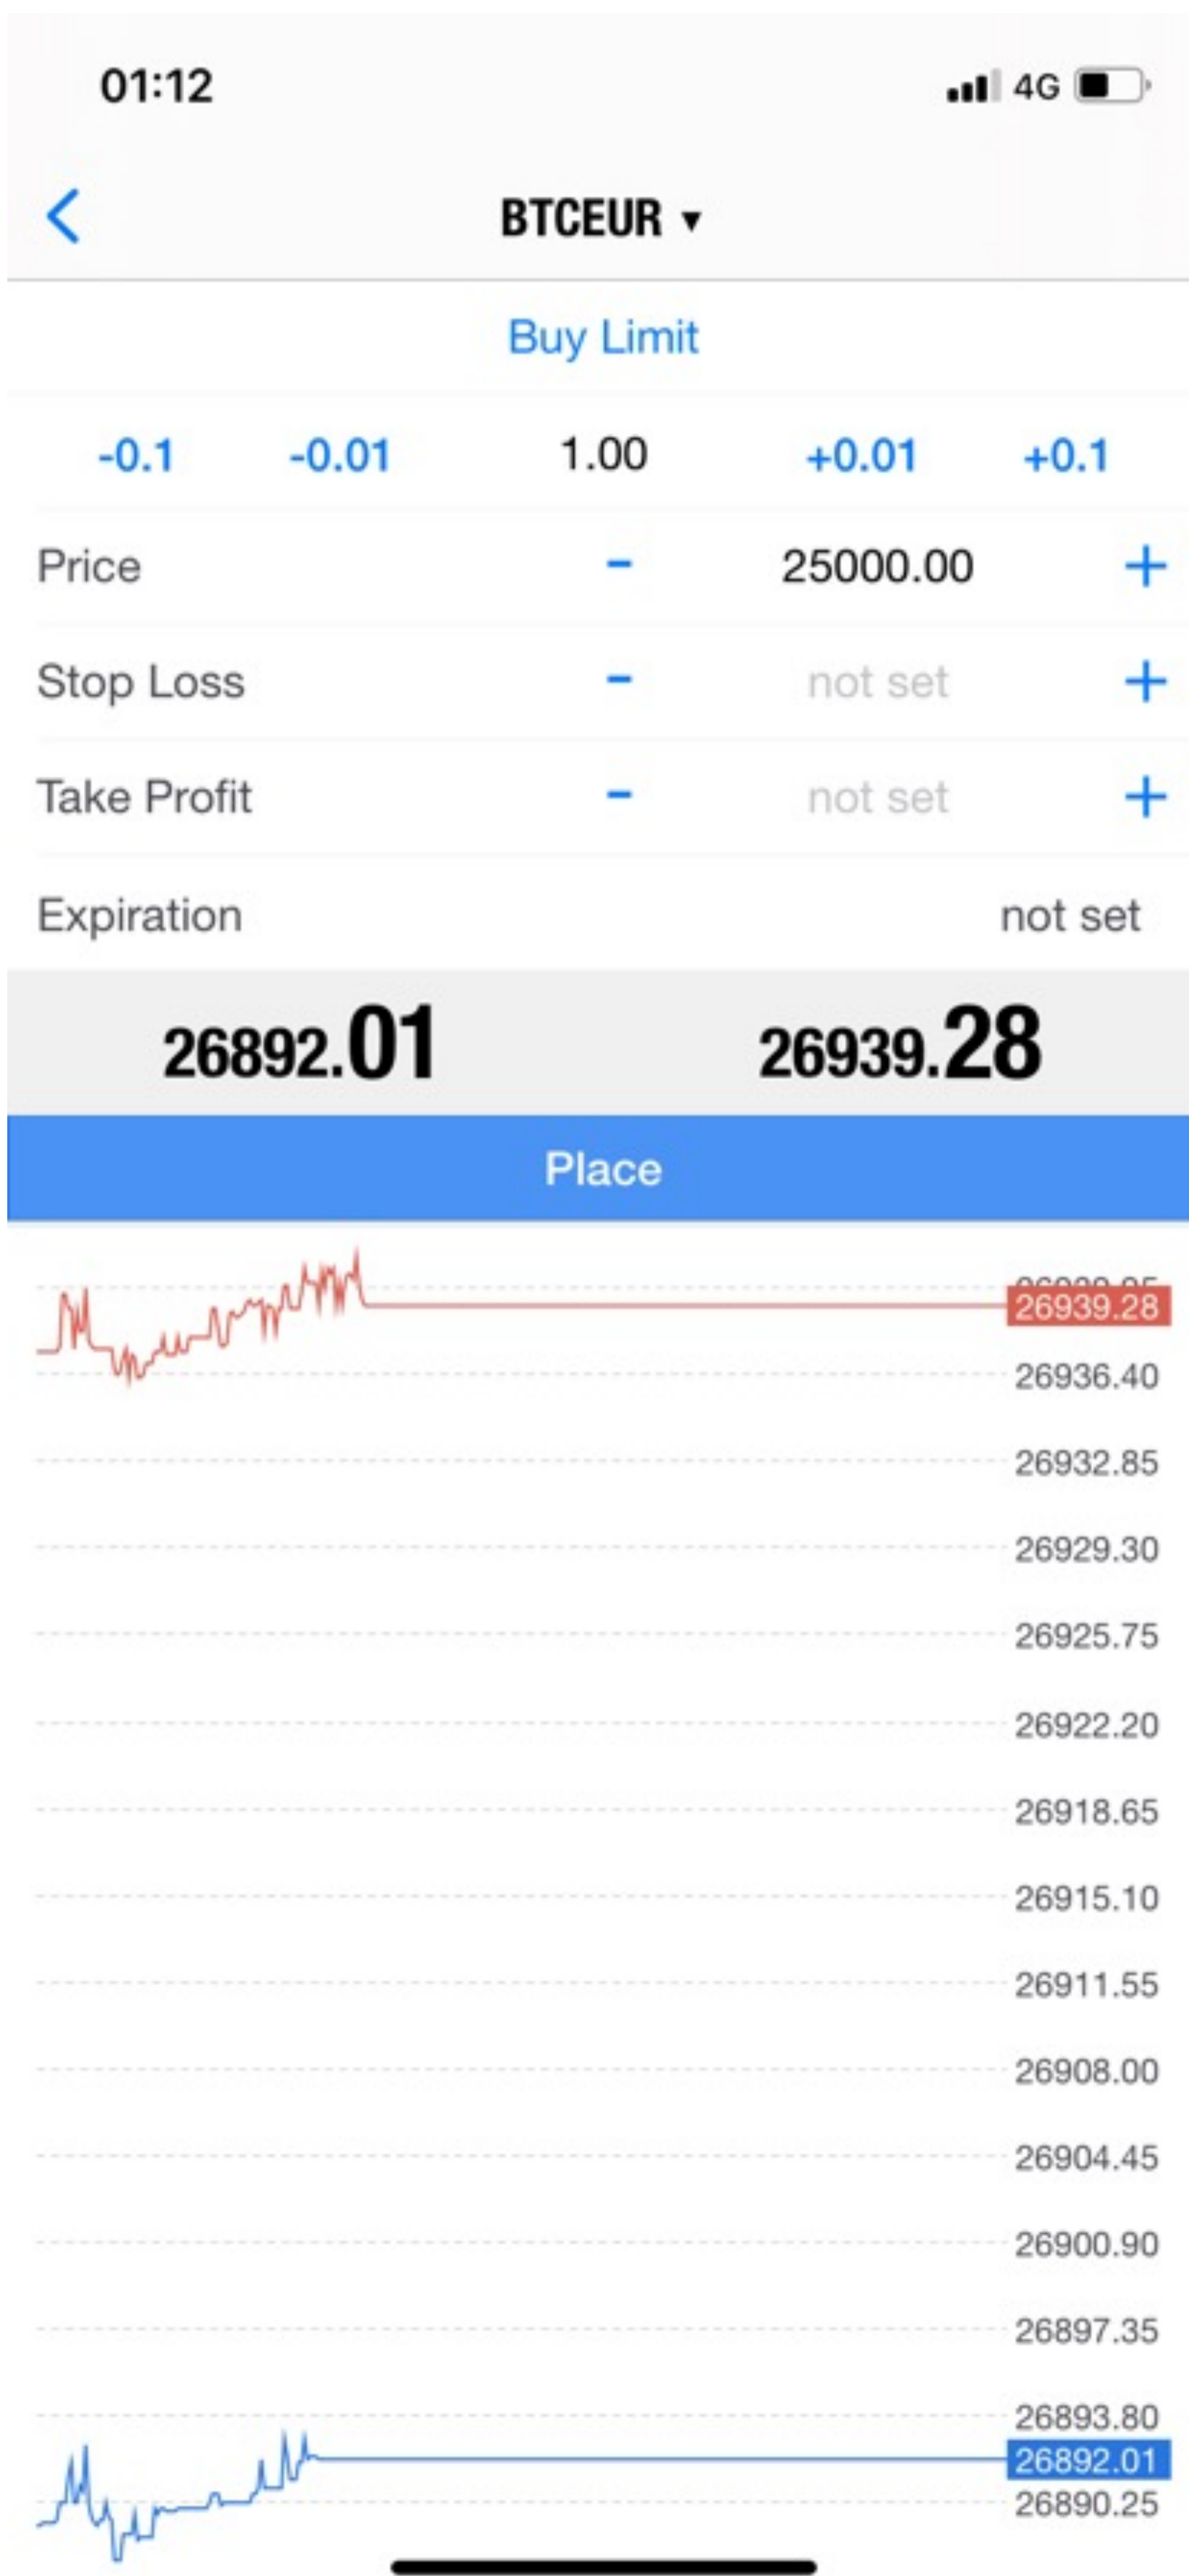 01:12 4G
BTCEUR ▼
Buy Limit
-0.1 -0.01 1.00 +0.01 +0.1
Price - 25000.00 +
Stop Loss - not set +
Take Profit - not set +
Expiration not set
26892.01 26939.28
Place
26939.28
26936.40
26932.85
26929.30
26925.75
26922.20
26918.65
26915.10
26911.55
26908.00
26904.45
26900.90
26897.35
26893.80
26892.01
26890.25